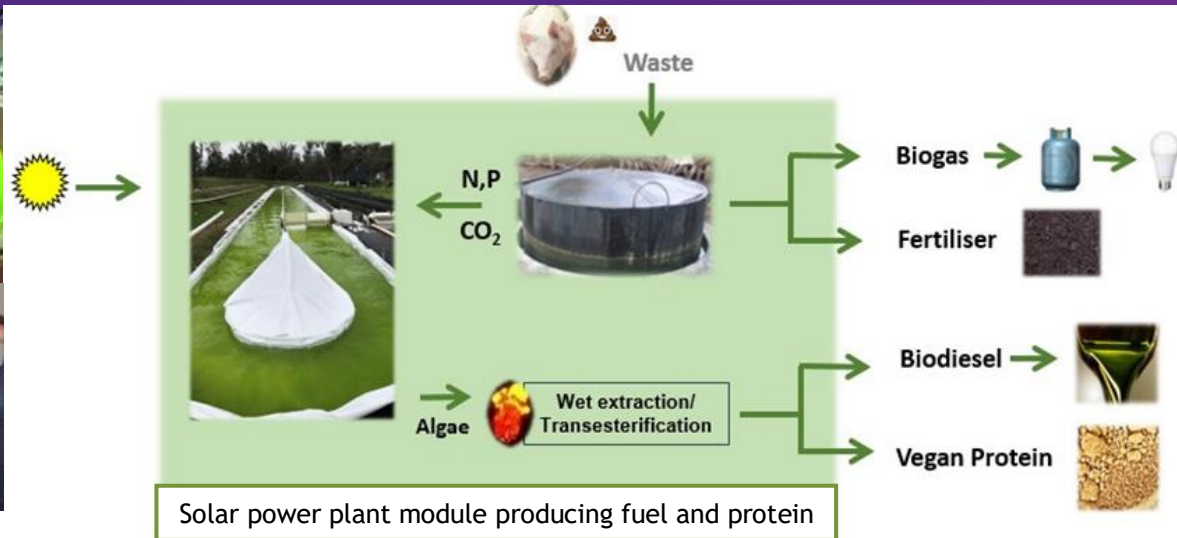 Waste
N,P
CO₂
Biogas
Fertiliser
Algae
Wet extraction/
Transesterification
Biodiesel
Vegan Protein
Solar power plant module producing fuel and protein